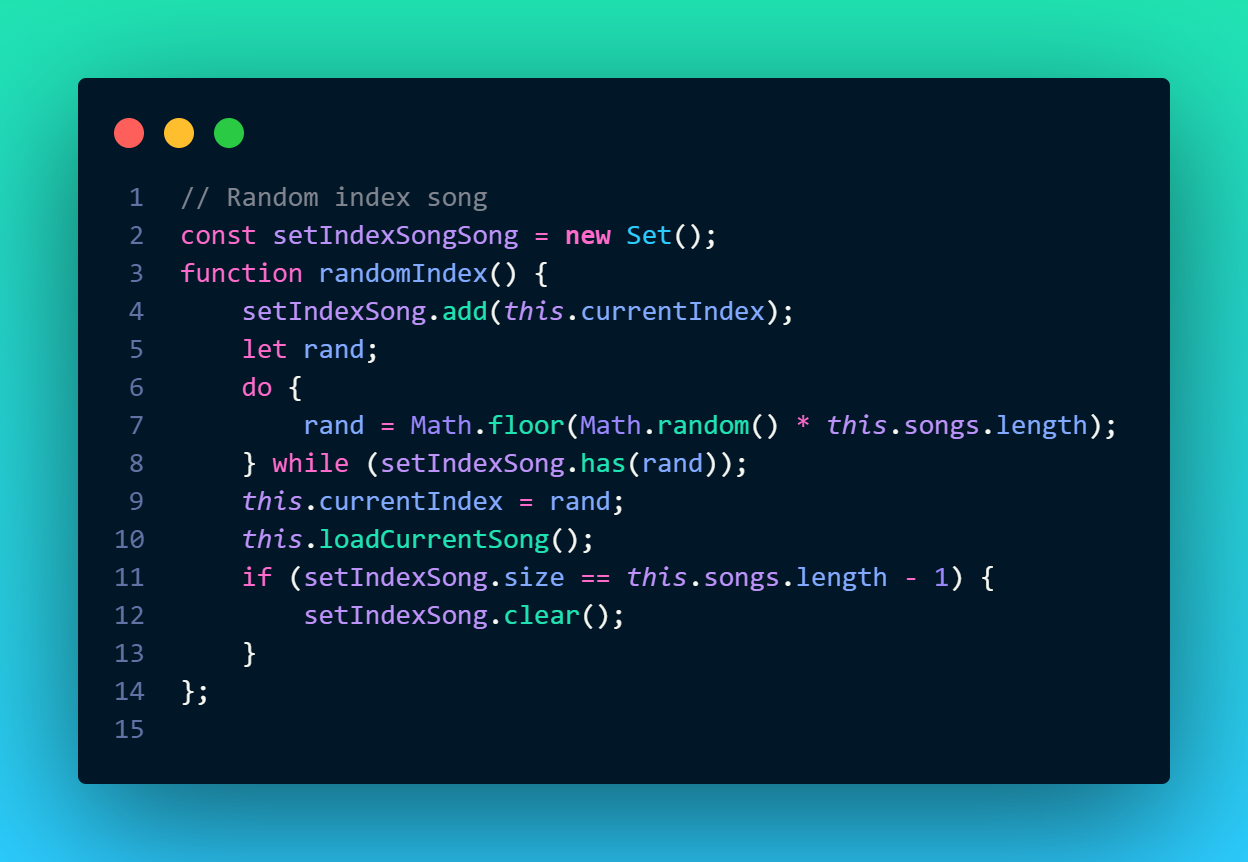 1 // Random index song
2 const setIndexSongSong = new Set();
3 function randomIndex() {
4     setIndexSong.add(this.currentIndex);
5     let rand;
6     do {
7         rand = Math.floor(Math.random() * this.songs.length);
8     } while (setIndexSong.has(rand));
9     this.currentIndex = rand;
10     this.loadCurrentSong();
11     if (setIndexSong.size == this.songs.length - 1) {
12         setIndexSong.clear();
13     }
14 };
15